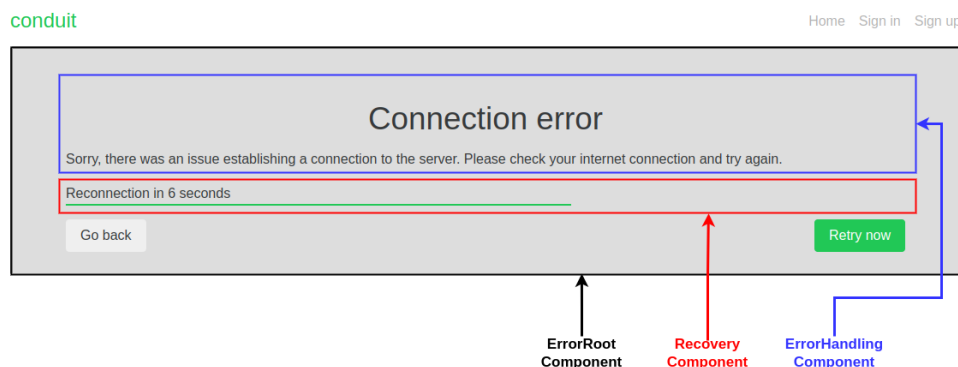 conduit
Home Sign in Sign up
Connection error
Sorry, there was an issue establishing a connection to the server. Please check your internet connection and try again.
Reconnection in 6 seconds
Go back
Retry now
ErrorRoot
Component
Recovery
Component
ErrorHandling
Component